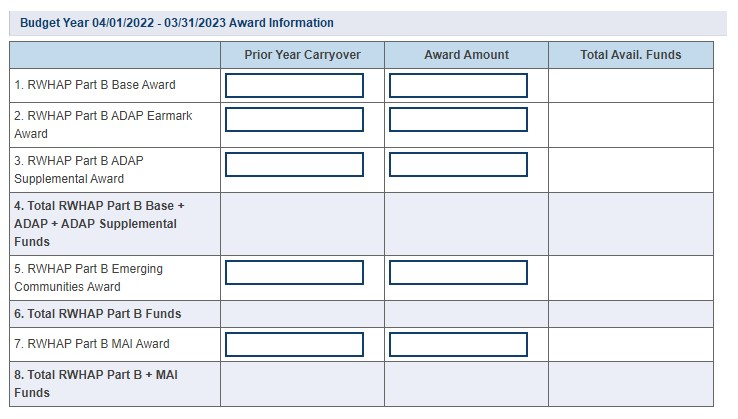 Budget Year 04/01/2022 - 03/31/2023 Award Information
Prior Year Carryover
Award Amount
Total Avail. Funds
1. RWHAP Part B Base Award
2. RWHAP Part B ADAP Earmark
Award
3. RWHAP Part B ADAP
Supplemental Award
4. Total RWHAP Part B Base +
ADAP + ADAP Supplemental
Funds
5. RWHAP Part B Emerging
Communities Award
6. Total RWHAP Part B Funds
7. RWHAP Part B MAI Award
8. Total RWHAP Part B + MAI
Funds